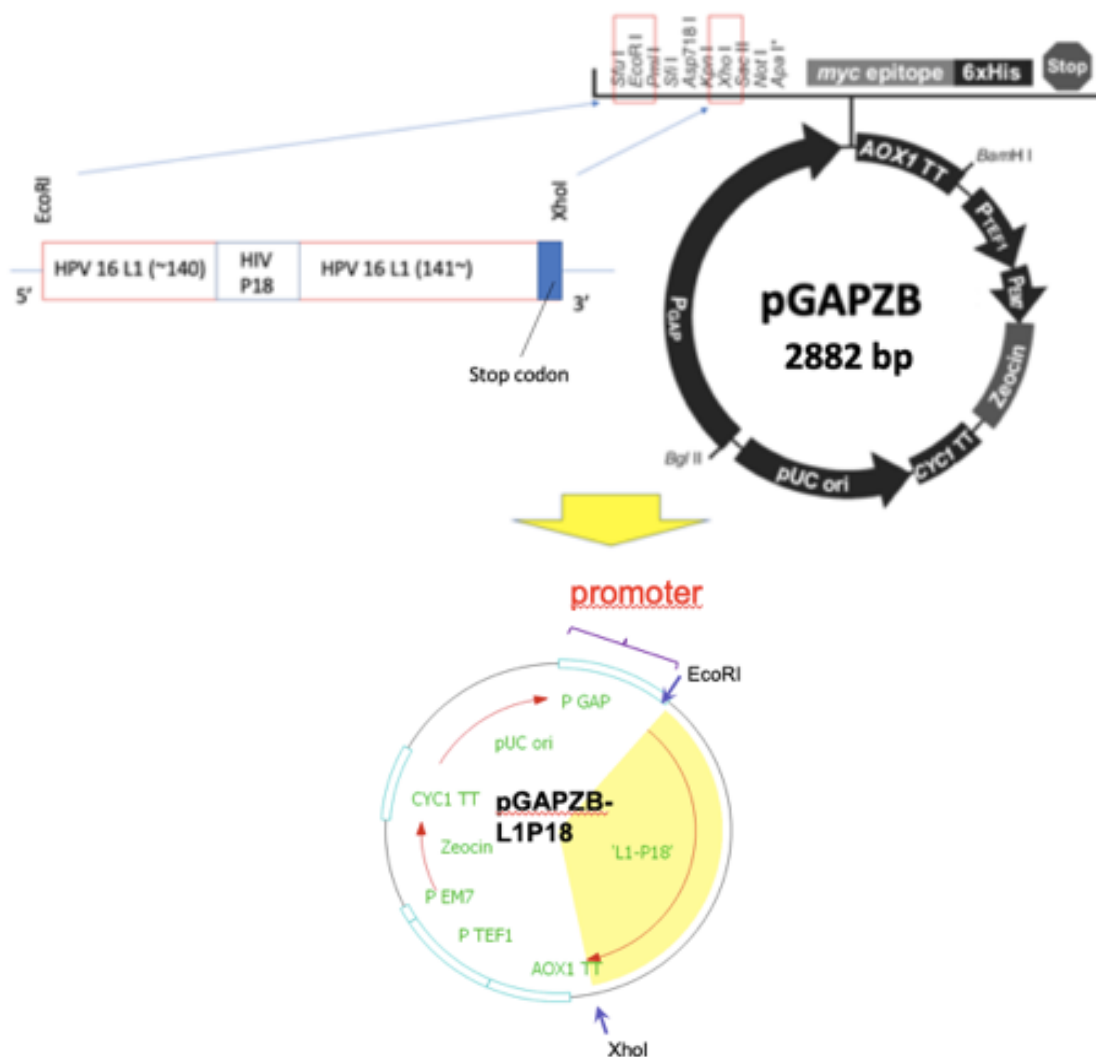 Sfu I
EcoR I
Pml I
Sfi I
Asp718 I
Kpn I
Xho I
Sac II
Not I
Apa I*
myc epitope
6xHis
Stop
EcoRI
XhoI
HPV 16 L1 (~140)
HIV
P18
HPV 16 L1 (141~)
5’
3’
Stop codon
AOX1 TT
BamH I
PTEF1
PEM7
Zeocin
CYC1 TT
pUC ori
Bgl II
PGAP
pGAPZB
2882 bp
promoter
EcoRI
P GAP
pUC ori
CYC1 TT
pGAPZB-
L1P18
Zeocin
'L1-P18'
P EM7
P TEF1
AOX1 TT
XhoI